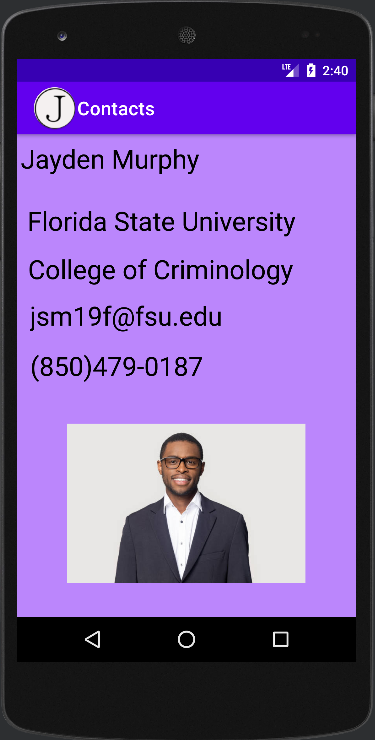 LTE 2:40
J Contacts
Jayden Murphy
Florida State University
College of Criminology
jsm19f@fsu.edu
(850)479-0187